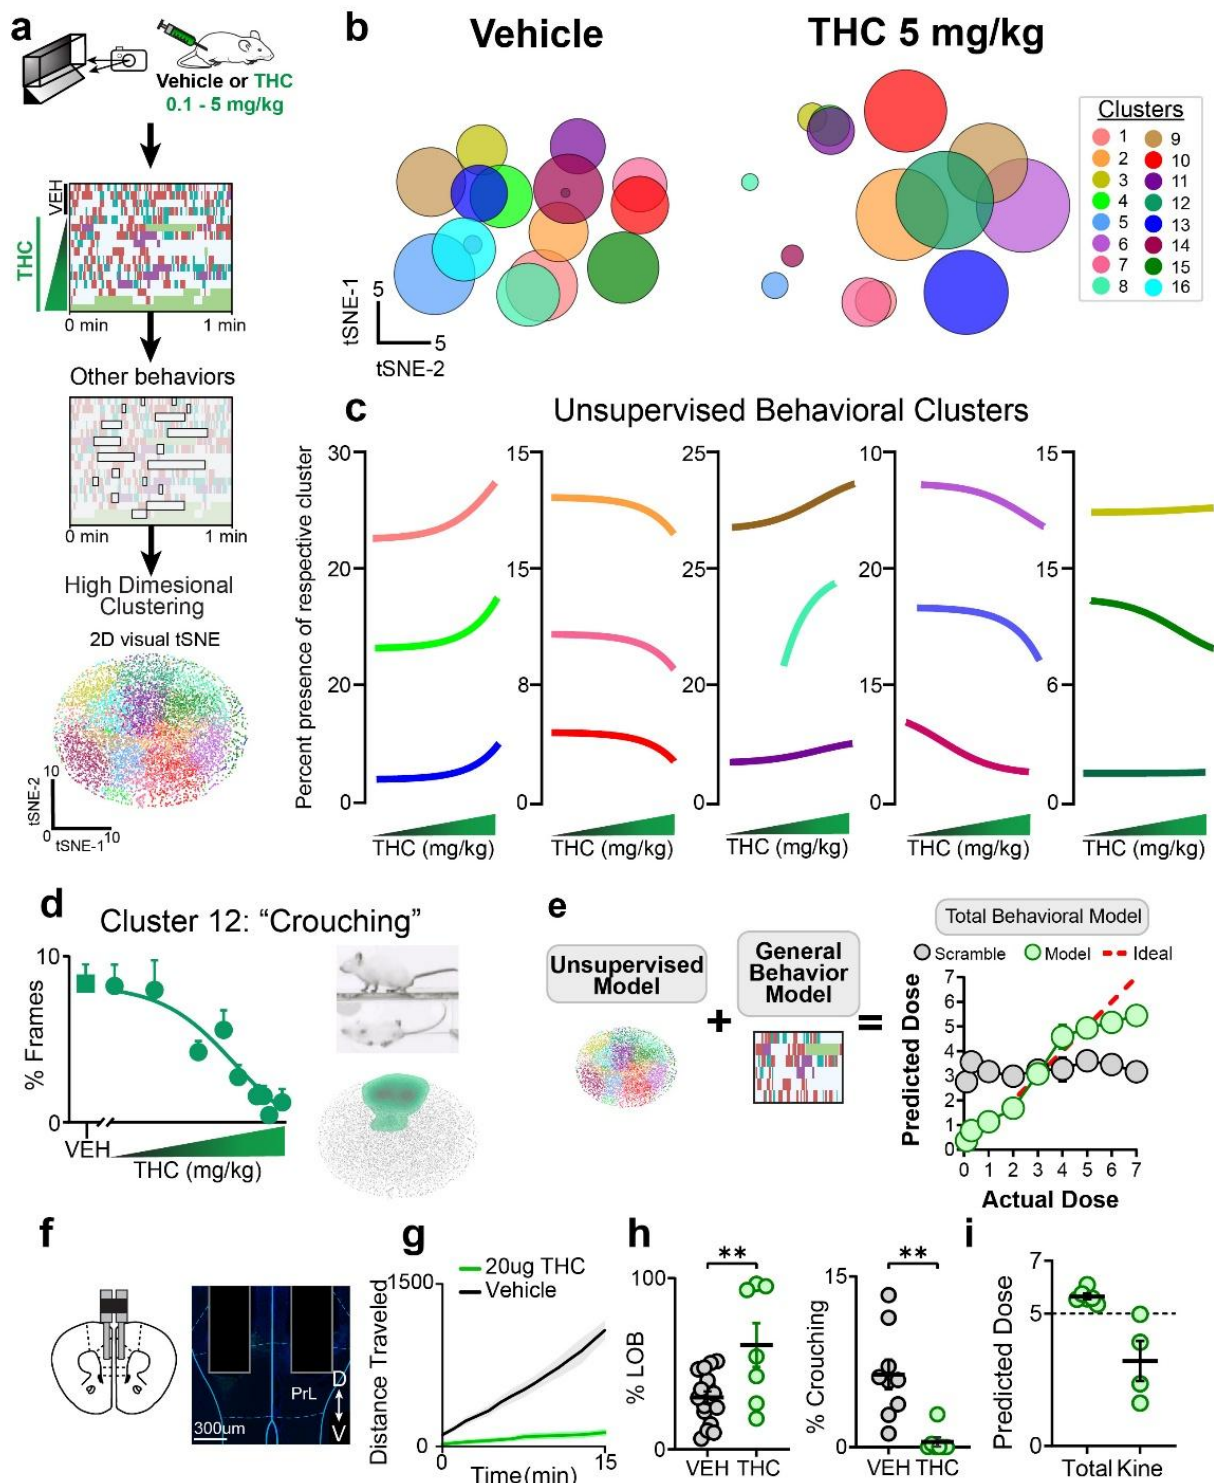 a
Vehicle or THC
0.1 - 5 mg/kg
VEH
THC
0 min 1 min
Other behaviors
0 min 1 min
High Dimesional
Clustering
2D visual tSNE
10
tSNE-2
0
tSNE-1
10
b
Vehicle THC 5 mg/kg
5
tSNE-1
5
tSNE-2
Clusters
1 9
2 10
3 11
4 12
5 13
6 14
7 15
8 16
c
Unsupervised Behavioral Clusters
Percent presence of respective cluster
30 15 25 10 15
20 15 25 20 15
20 8 20 15 6
0 0 0 0 0
THC (mg/kg) THC (mg/kg) THC (mg/kg) THC (mg/kg) THC (mg/kg)
d
Cluster 12: “Crouching”
10
% Frames
0
VEH
THC (mg/kg)
e
Unsupervised
Model
+
General
Behavior
Model
=
Total Behavioral Model
Scramble Model Ideal
Predicted Dose
7
6
5
4
3
2
1
0
0 1 2 3 4 5 6 7
Actual Dose
f
PrL
D
V
300um
g
20ug THC
Vehicle
1500
Distance Traveled
0
0 15
Time(min)
h
**
100
% LOB
0
VEH THC
**
15
% Crouching
0
VEH THC
i
7
5
Predicted Dose
0
Total Kine